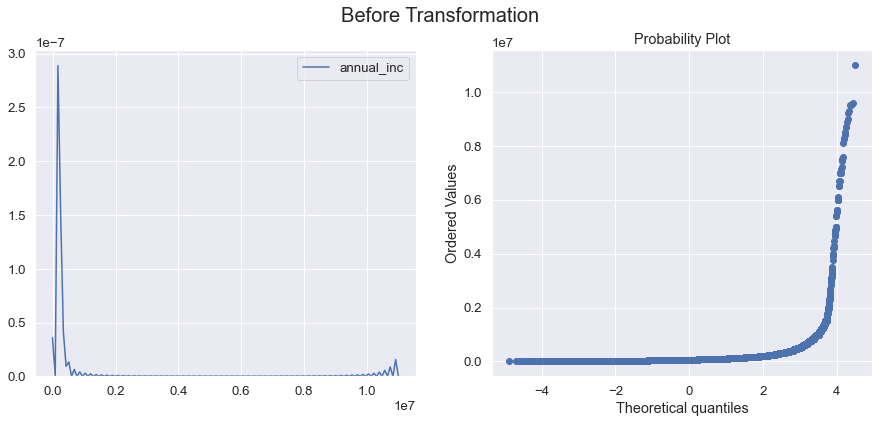 Before Transformation
1e−7
3.0
2.5
2.0
1.5
1.0
0.5
0.0
annual_inc
0.0 0.2 0.4 0.6 0.8 1.0
1e7
Probability Plot
1e7
1.0
0.8
0.6
0.4
0.2
0.0
Ordered Values
−4 −2 0 2 4
Theoretical quantiles